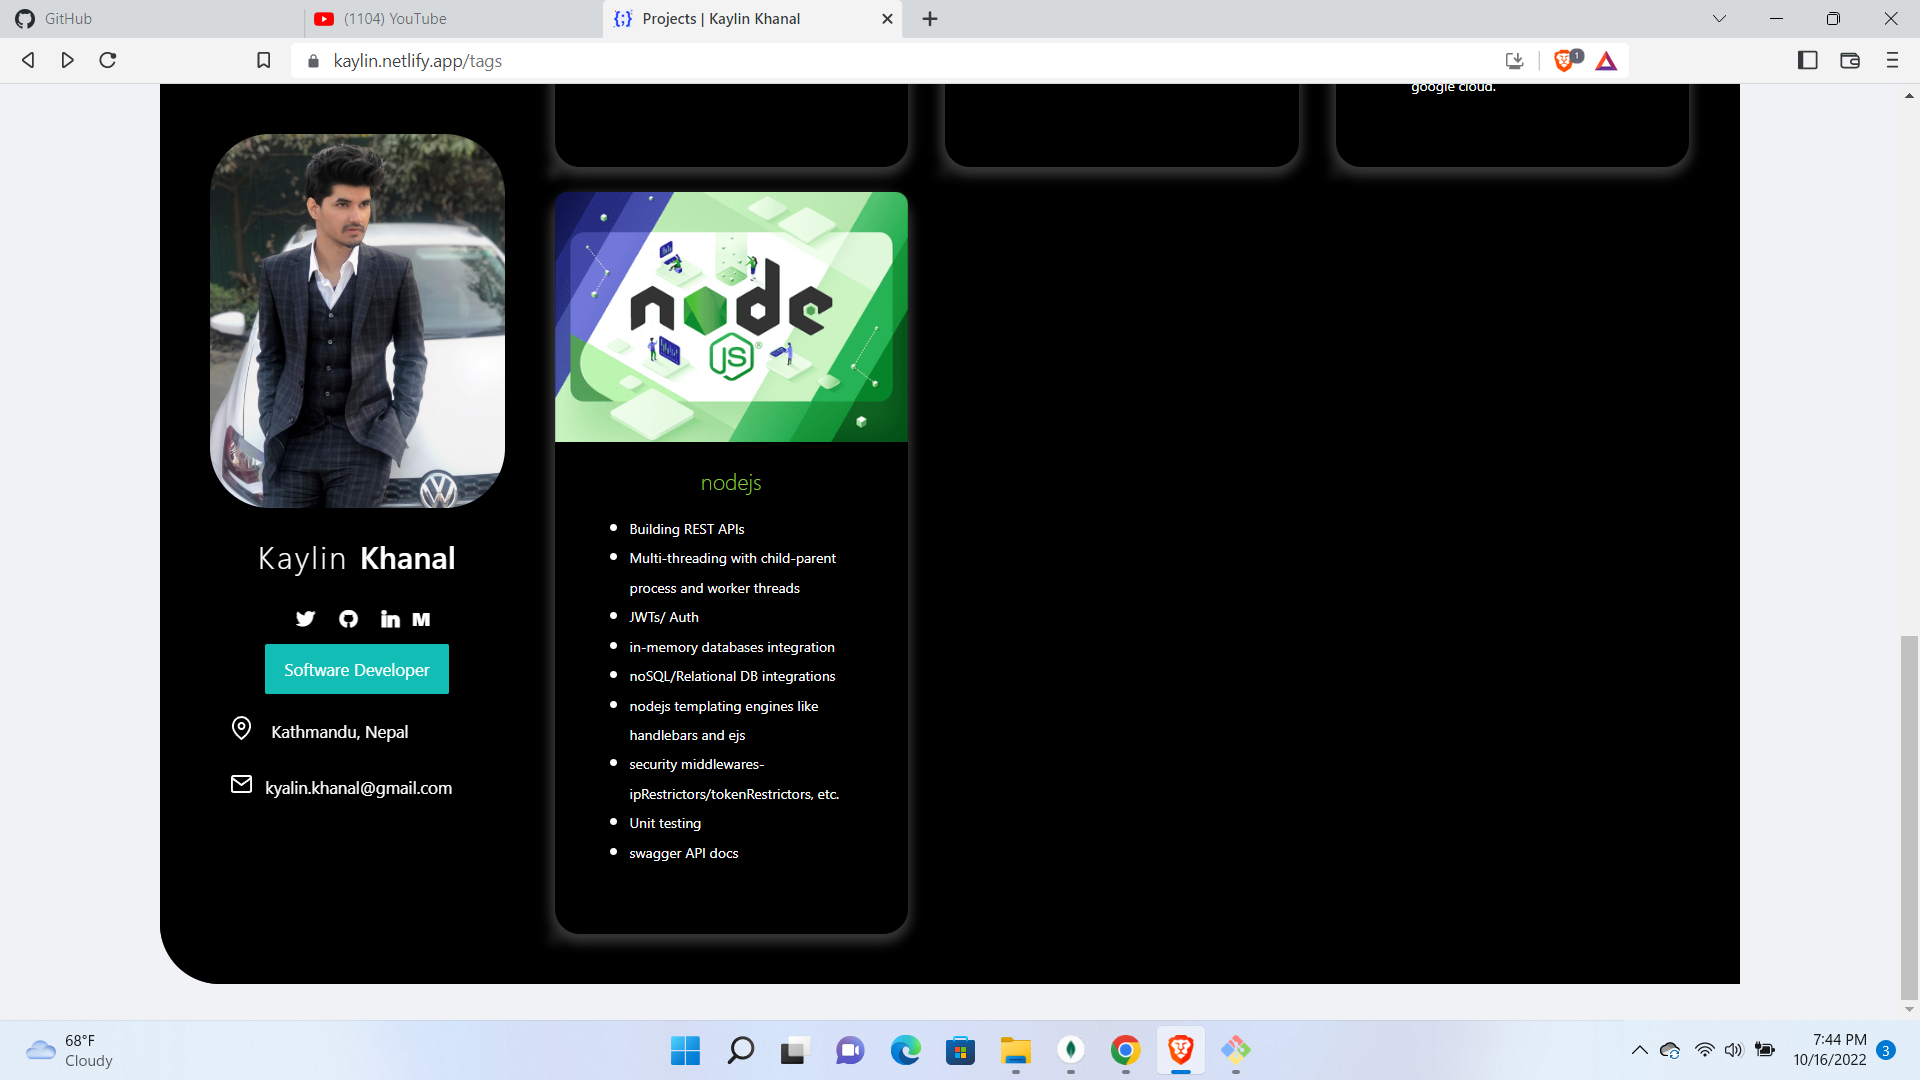 GitHub
(1104) YouTube
Projects | Kaylin Khanal
kaylin.netlify.app/tags
1
google cloud.
node
JS
nodejs
Building REST APIs
Multi-threading with child-parent
process and worker threads
JWTs/ Auth
in-memory databases integration
noSQL/Relational DB integrations
nodejs templating engines like
handlebars and ejs
security middlewares-
ipRestrictors/tokenRestrictors, etc.
Unit testing
swagger API docs
Kaylin Khanal
Software Developer
Kathmandu, Nepal
kyalin.khanal@gmail.com
68°F
Cloudy
7:44 PM
10/16/2022
3